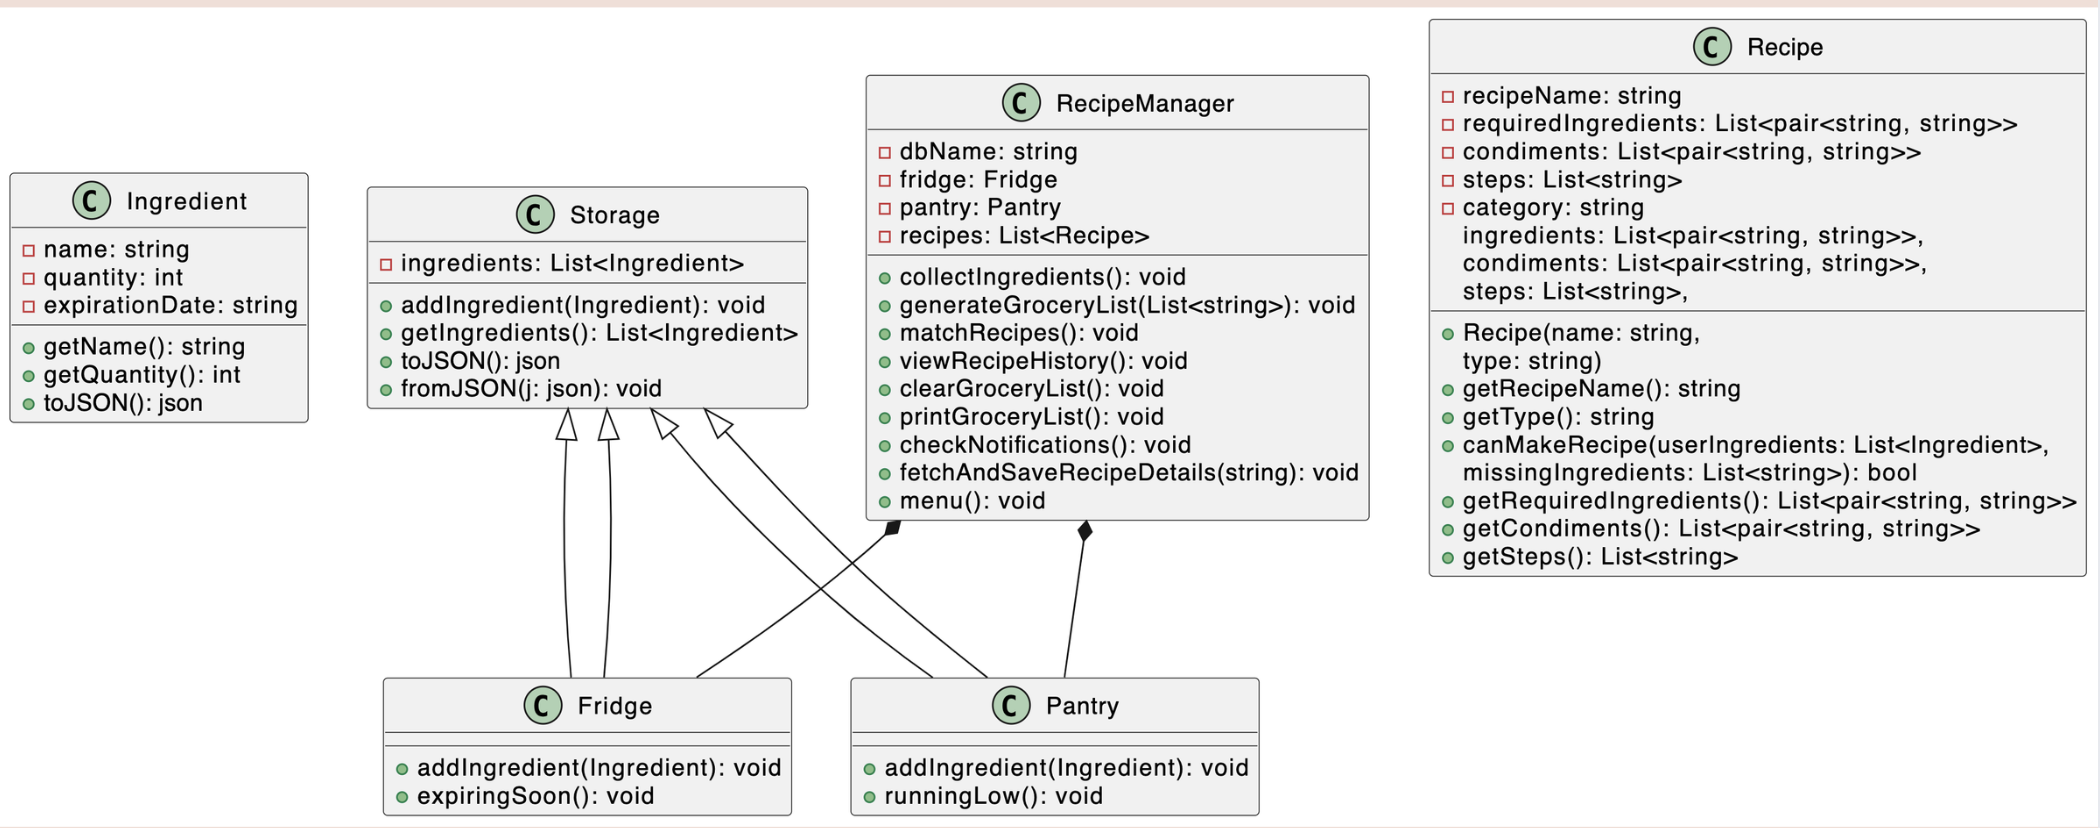 C Ingredient
name: string
quantity: int
expirationDate: string
getName(): string
getQuantity(): int
toJSON(): json
C Storage
ingredients: List<Ingredient>
addIngredient(Ingredient): void
getIngredients(): List<Ingredient>
toJSON(): json
fromJSON(j: json): void
C RecipeManager
dbName: string
fridge: Fridge
pantry: Pantry
recipes: List<Recipe>
collectIngredients(): void
generateGroceryList(List<string>): void
matchRecipes(): void
viewRecipeHistory(): void
clearGroceryList(): void
printGroceryList(): void
checkNotifications(): void
fetchAndSaveRecipeDetails(string): void
menu(): void
C Recipe
recipeName: string
requiredIngredients: List<pair<string, string>>
condiments: List<pair<string, string>>
steps: List<string>
category: string
ingredients: List<pair<string, string>>,
condiments: List<pair<string, string>>,
steps: List<string>,
Recipe(name: string,
type: string)
getRecipeName(): string
getType(): string
canMakeRecipe(userIngredients: List<Ingredient>,
missingIngredients: List<string>): bool
getRequiredIngredients(): List<pair<string, string>>
getCondiments(): List<pair<string, string>>
getSteps(): List<string>
C Fridge
addIngredient(Ingredient): void
expiringSoon(): void
C Pantry
addIngredient(Ingredient): void
runningLow(): void